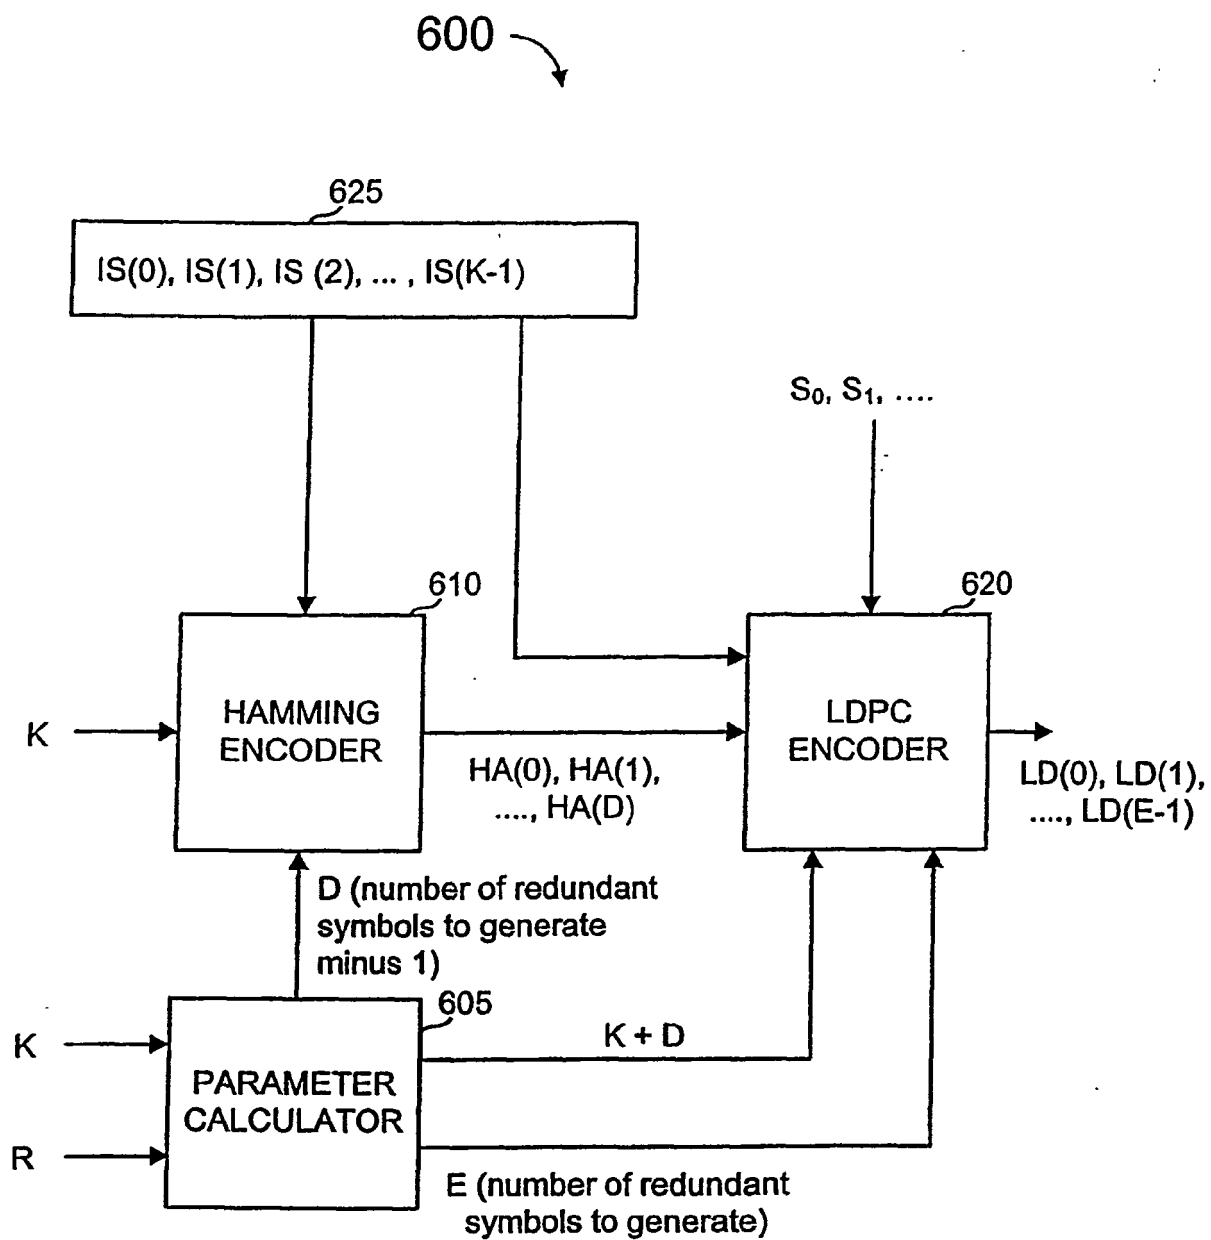 600
625
IS(0), IS(1), IS (2), ... , IS(K-1)
S₀, S₁, ....
610
620
HAMMING
ENCODER
LDPC
ENCODER
K
HA(0), HA(1),
...., HA(D)
LD(0), LD(1),
...., LD(E-1)
D (number of redundant
symbols to generate
minus 1)
605
K
K + D
PARAMETER
CALCULATOR
R
E (number of redundant
symbols to generate)